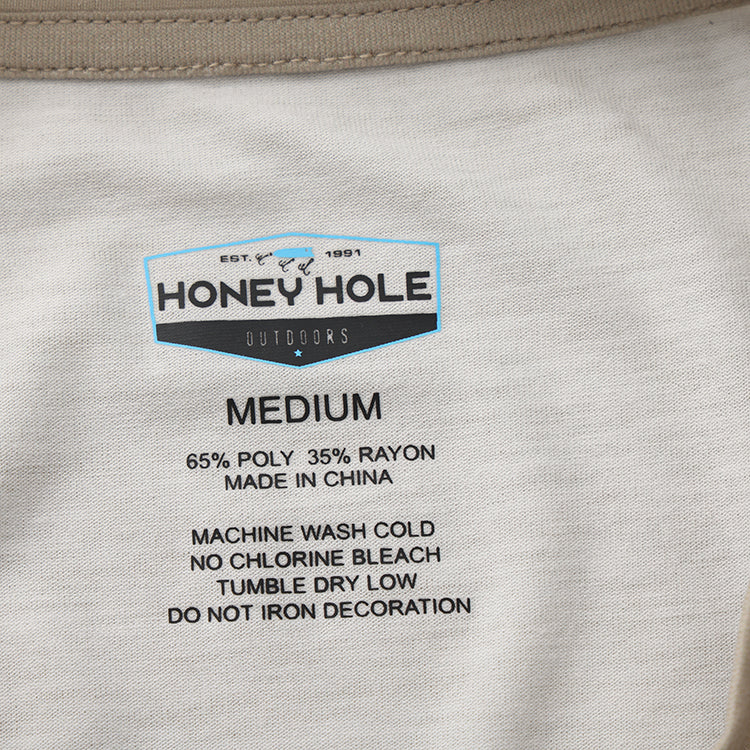 EST. 1991
HONEY HOLE
OUTDOORS
MEDIUM
65% POLY 35% RAYON
MADE IN CHINA
MACHINE WASH COLD
NO CHLORINE BLEACH
TUMBLE DRY LOW
DO NOT IRON DECORATION